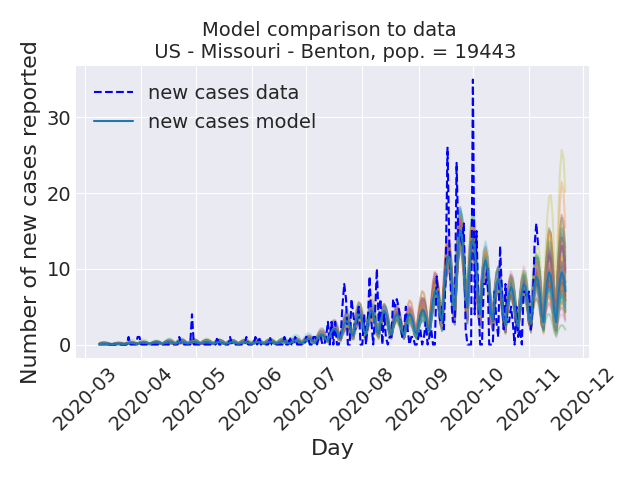 Model comparison to data
US - Missouri - Benton, pop. = 19443
Number of new cases reported
30
20
10
0
new cases data
new cases model
2020-03
2020-04
2020-05
2020-06
2020-07
2020-08
2020-09
2020-10
2020-11
2020-12
Day